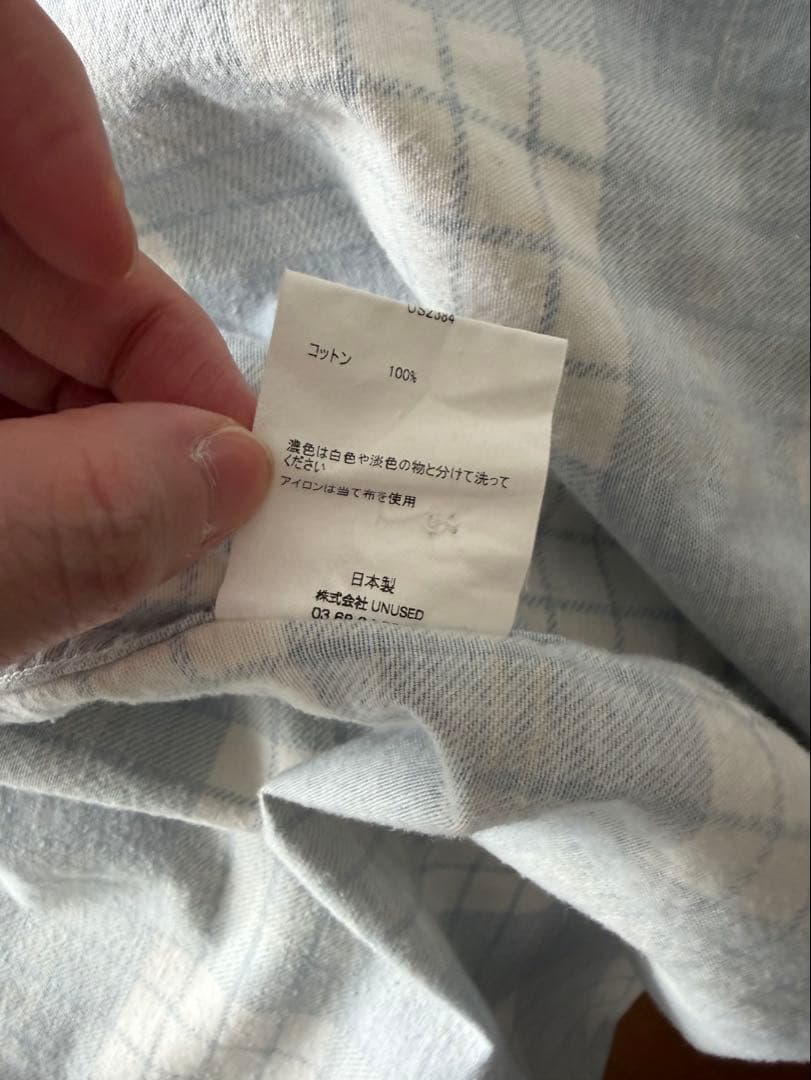 US2384
コットン 100%
濃色は白色や淡色の物と分けて洗って
ください
アイロンは当て布を使用
日本製
株式会社 UNUSED
03